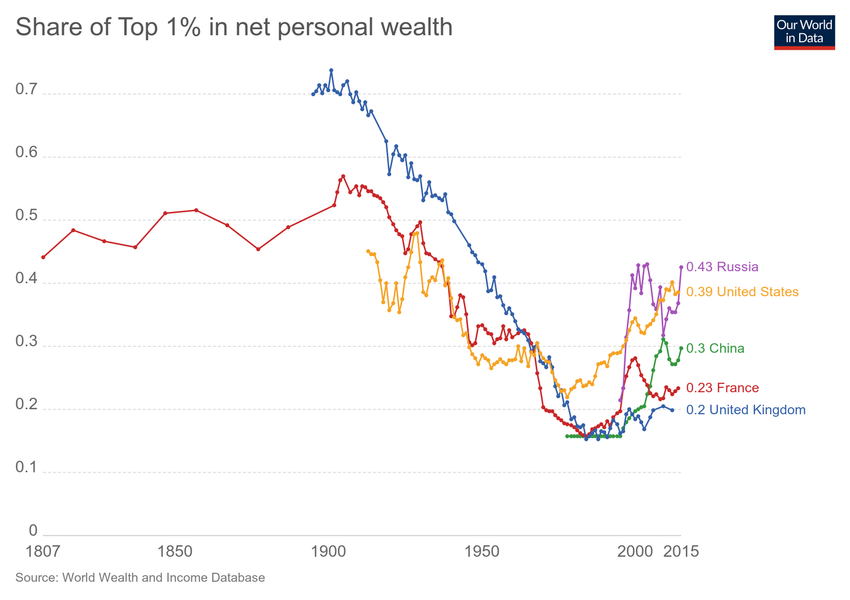 Share of Top 1% in net personal wealth
Our World
in Data
0.7
0.6
0.5
0.4
0.3
0.2
0.1
0
0.43 Russia
0.39 United States
0.3 China
0.23 France
0.2 United Kingdom
1807 1850 1900 1950 2000 2015
Source: World Wealth and Income Database